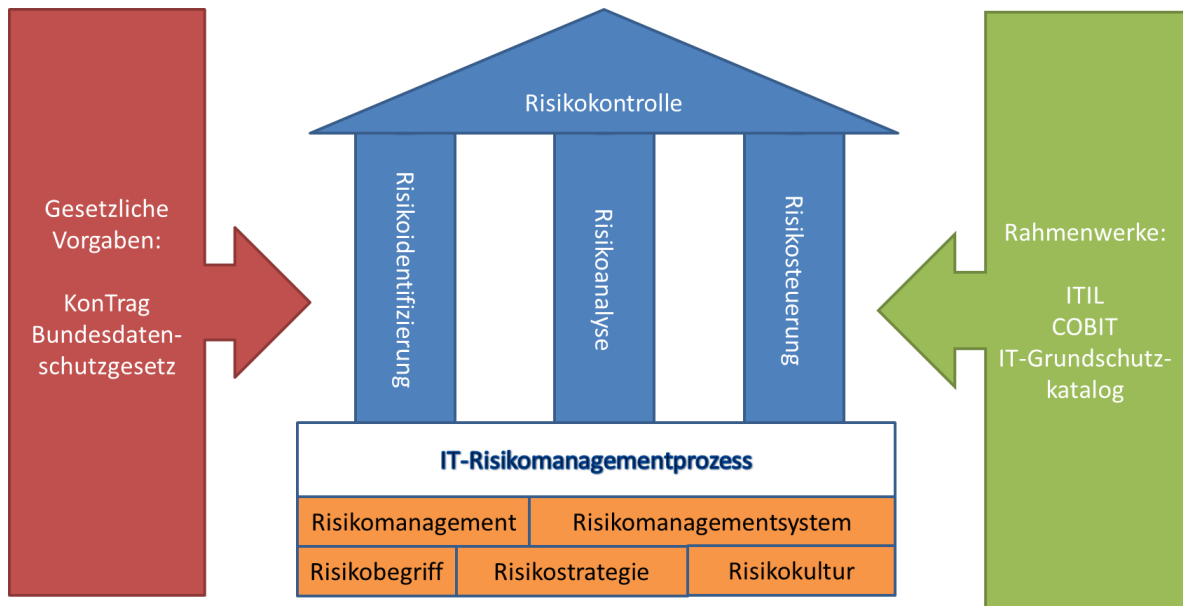 Risikokontrolle
Gesetzliche
Vorgaben:
KonTrag
Bundesdaten-
schutzgesetz
Risikoidentifizierung
Risikoanalyse
Risikosteuerung
Rahmenwerke:
ITIL
COBIT
IT-Grundschutz-
katalog
IT-Risikomanagementprozess
Risikomanagement
Risikomanagementsystem
Risikobegriff
Risikostrategie
Risikokultur